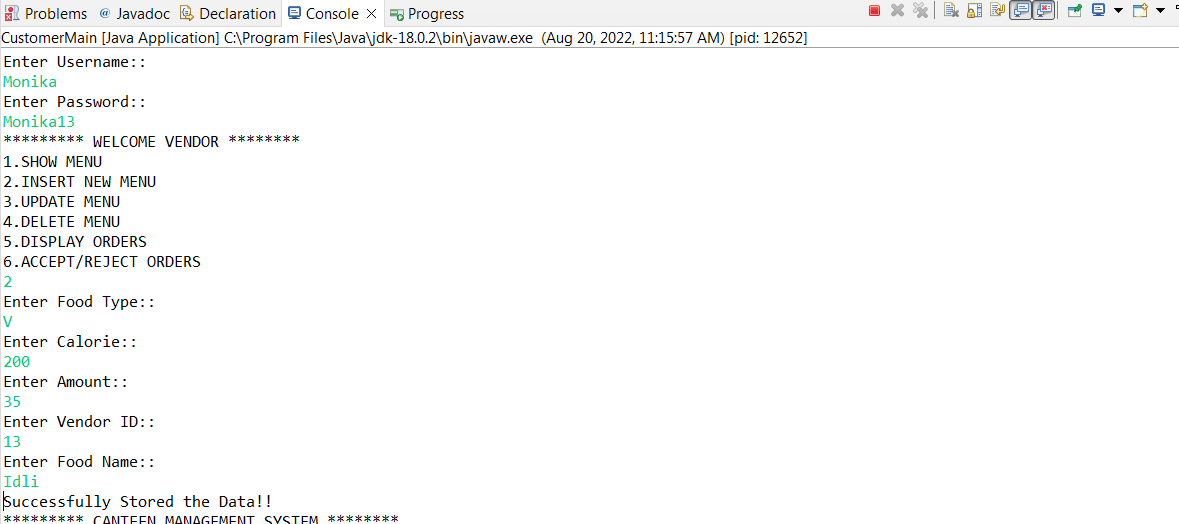 Problems @ Javadoc Declaration Console Progress
CustomerMain [Java Application] C:\Program Files\Java\jdk-18.0.2\bin\javaw.exe (Aug 20, 2022, 11:15:57 AM) [pid: 12652]
Enter Username::
Monika
Enter Password::
Monika13
********* WELCOME VENDOR ********
1.SHOW MENU
2.INSERT NEW MENU
3.UPDATE MENU
4.DELETE MENU
5.DISPLAY ORDERS
6.ACCEPT/REJECT ORDERS
2
Enter Food Type::
V
Enter Calorie::
200
Enter Amount::
35
Enter Vendor ID::
13
Enter Food Name::
Idli
Successfully Stored the Data!!
********* CANTEEN MANAGEMENT SYSTEM ********